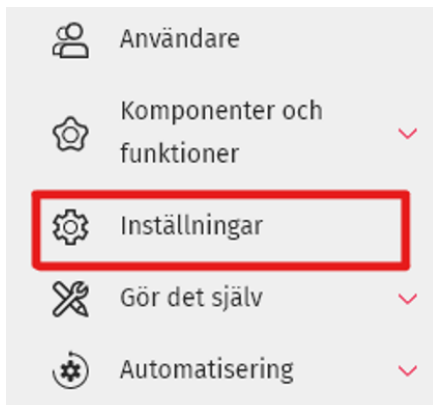 Användare
Komponenter och
funktioner
Inställningar
Gör det själv
Automatisering